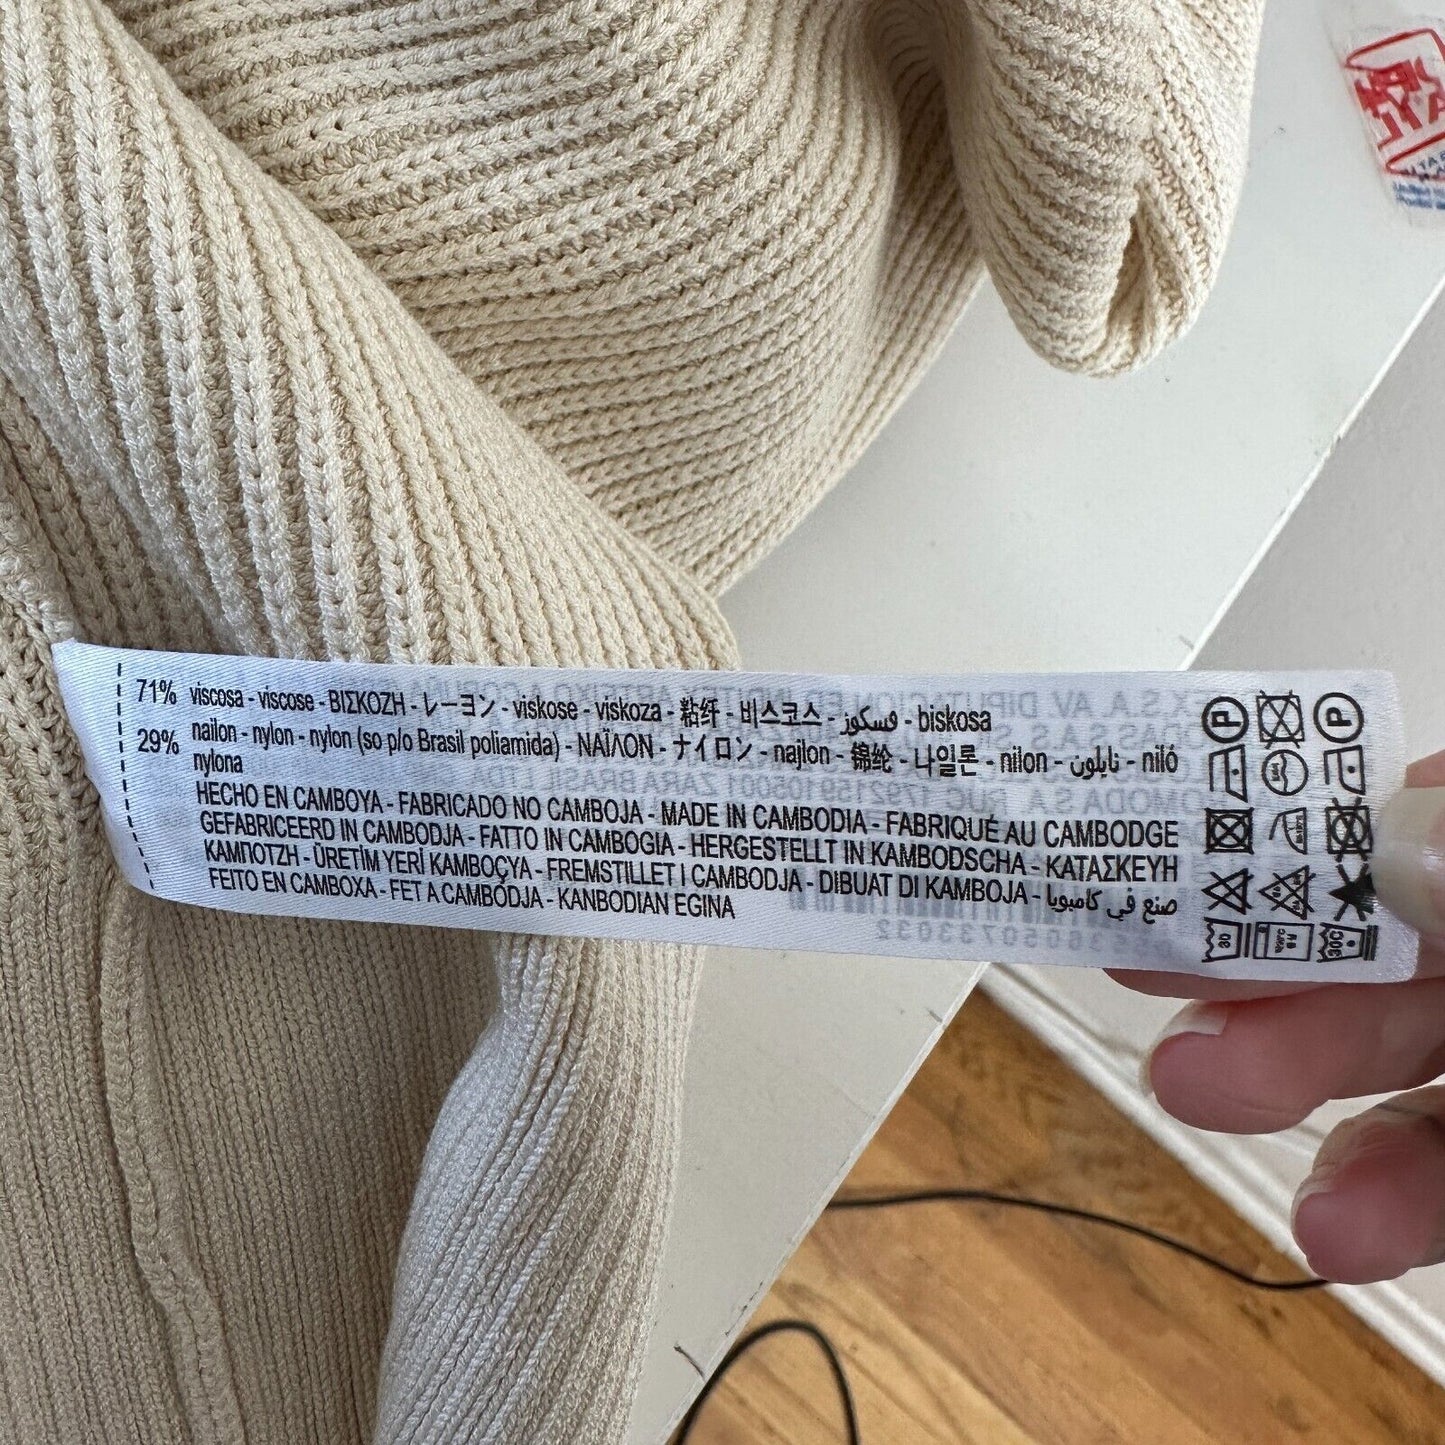 71% viscosa - viscose - ΒΙΣΚΟΖΗ - レーヨン - viskose - viskoza - 粘纤 - 비스코스 - فسكوز - biskosa
29% nailon - nylon - nylon (so p/o Brasil poliamida) - ΝΑΪΛΟΝ - ナイロン - najlon - 锦纶 - 나일론 - nilon - نايلون - niló
nylona
HECHO EN CAMBOYA - FABRICADO NO CAMBOJA - MADE IN CAMBODIA - FABRIQUÉ AU CAMBODGE
GEFABRICEERD IN CAMBODJA - FATTO IN CAMBOGIA - HERGESTELLT IN KAMBODSCHA - ΚΑΤΑΣΚΕΥΗ
ΚΑΜΠΟΤΖΗ - ÜRETİM YERİ KAMBOÇYA - FREMSTILLET I CAMBODJA - DIBUAT DI KAMBOJA - صنع في كامبوديا
FEITO EN CAMBOXA - FET A CAMBODJA - KANBODIAN EGINA
P P
30 30C